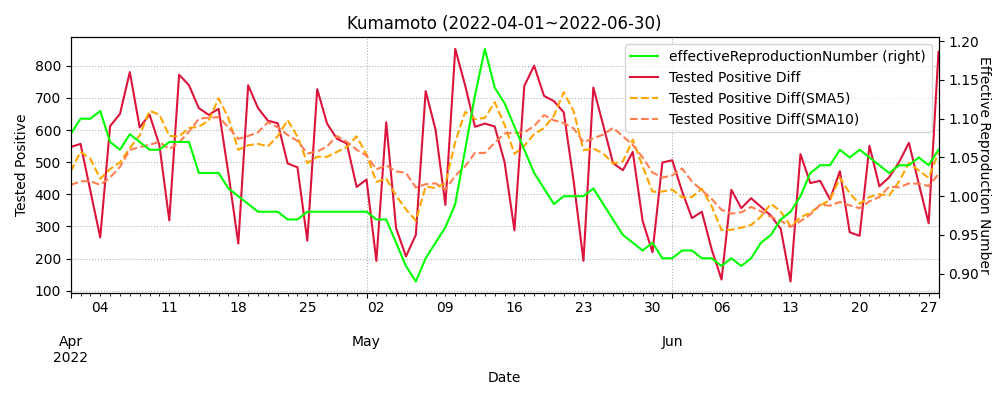 Kumamoto (2022-04-01~2022-06-30)
effectiveReproductionNumber (right)
Tested Positive Diff
Tested Positive Diff(SMA5)
Tested Positive Diff(SMA10)
Tested Positive
800
700
600
500
400
300
200
100
1.20
1.15
1.10
1.05
1.00
0.95
0.90
Effective Reproduction Number
04 11 18 25 02 09 16 23 30 06 13 20 27
Apr May Jun
2022
Date